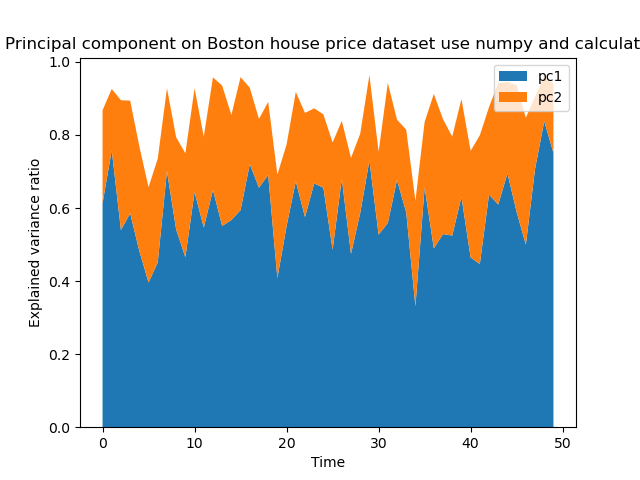 Principal component on Boston house price dataset use numpy and calculat
pc1
pc2
1.0
0.8
0.6
0.4
0.2
0.0
Explained variance ratio
0
10
20
30
40
50
Time